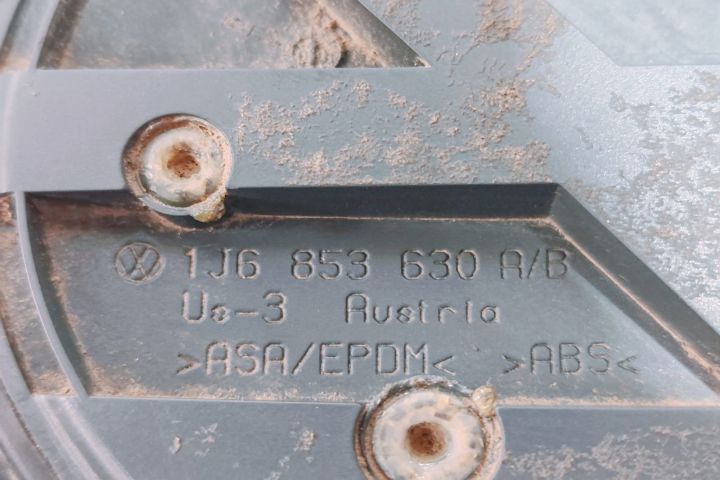 1J6 853 630 A/B
Us-3 Austria
>ASA/EPDM< >ABS<